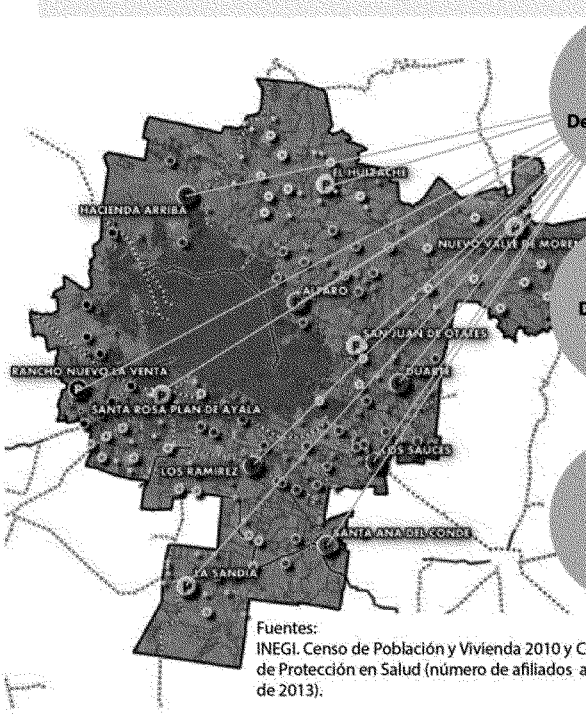 De
EL HUIZACHE
HACIENDA ARRIBA
NUEVO VALLE DE MOREN
ALFARO
D
SAN JUAN DE OTATES
RANCHO NUEVO LA VENTA
DUARTE
SANTA ROSA PLAN DE AYALA
LOS SAUCES
LOS RAMIREZ
SANTA ANA DEL CONDE
LA SANDIA
Fuentes:
INEGI. Censo de Población y Vivienda 2010 y C
de Protección en Salud (número de afiliados a
de 2013).